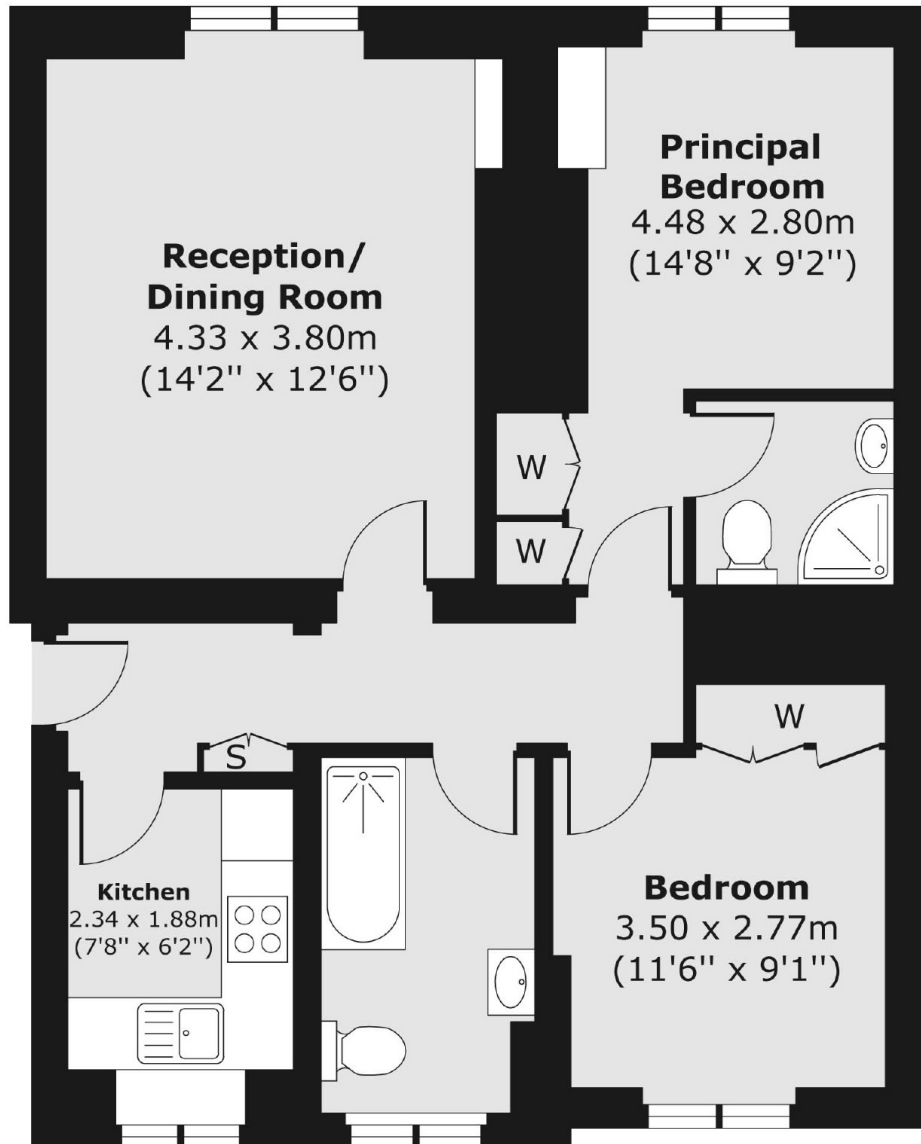 Reception/
Dining Room
4.33 x 3.80m
(14'2'' x 12'6'')
Principal
Bedroom
4.48 x 2.80m
(14'8'' x 9'2'')
W
W
S
W
Kitchen
2.34 x 1.88m
(7'8'' x 6'2'')
Bedroom
3.50 x 2.77m
(11'6'' x 9'1'')